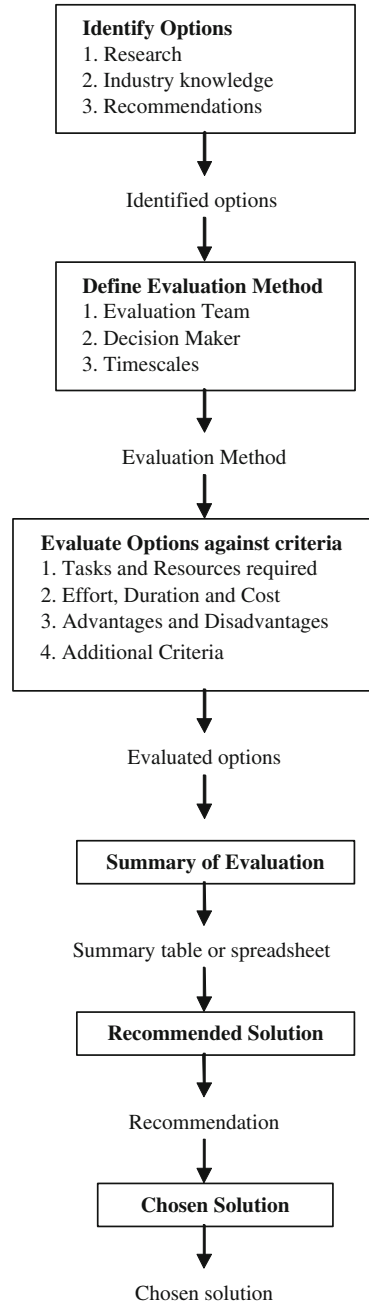 Identify Options
1. Research
2. Industry knowledge
3. Recommendations
Identified options
Define Evaluation Method
1. Evaluation Team
2. Decision Maker
3. Timescales
Evaluation Method
Evaluate Options against criteria
1. Tasks and Resources required
2. Effort, Duration and Cost
3. Advantages and Disadvantages
4. Additional Criteria
Evaluated options
Summary of Evaluation
Summary table or spreadsheet
Recommended Solution
Recommendation
Chosen Solution
Chosen solution